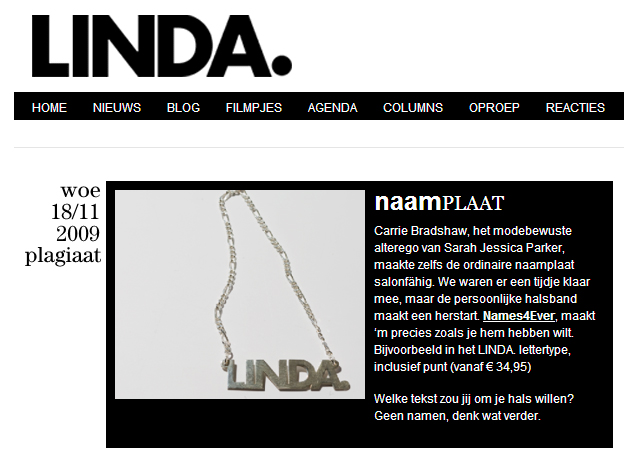 LINDA.
HOME NIEUWS BLOG FILMPJES AGENDA COLUMNS OPROEP REACTIES
woe
18/11
2009
plagiaat
LINDA.
naamPLAAT
Carrie Bradshaw, het modebewuste
alterego van Sarah Jessica Parker,
maakte zelfs de ordinaire naamplaat
salonfähig. We waren er een tijdje klaar
mee, maar de persoonlijke halsband
maakt een herstart. Names4Ever, maakt
‘m precies zoals je hem hebben wilt.
Bijvoorbeeld in het LINDA. lettertype,
inclusief punt (vanaf € 34,95)
Welke tekst zou jij om je hals willen?
Geen namen, denk wat verder.